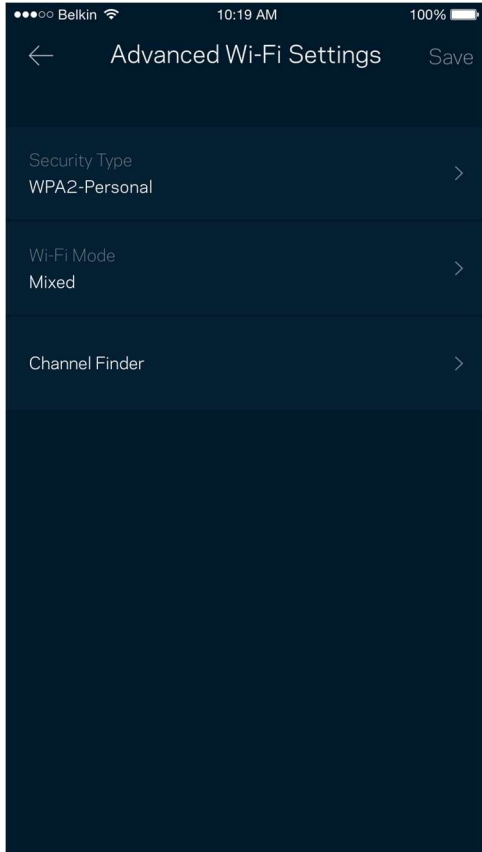 Belkin 10:19 AM 100%
Advanced Wi-Fi Settings Save
Security Type
WPA2-Personal
Wi-Fi Mode
Mixed
Channel Finder